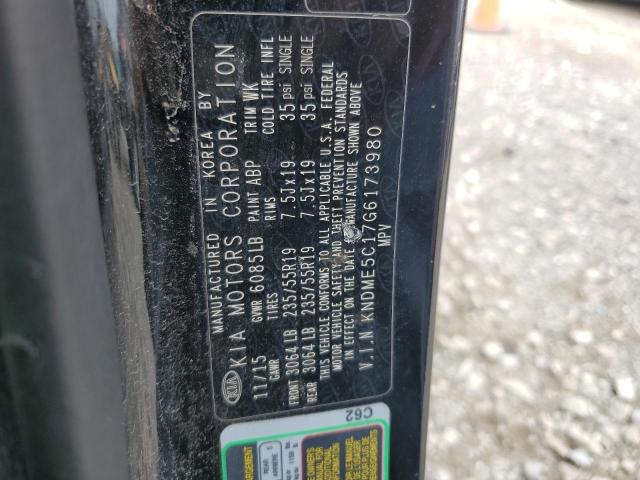 MANUFACTURED IN KOREA BY
KIA KIA MOTORS CORPORATION
11/15 GVWR 6085LB PAINT ABP TRIM WK
GAWR TIRES RIMS COLD TIRE INFL
FRONT 3064LB 235/55R19 7.5Jx19 35psi SINGLE
REAR 3064LB 235/55R19 7.5Jx19 35psi SINGLE
THIS VEHICLE CONFORMS TO ALL APPLICABLE U.S.A. FEDERAL
MOTOR VEHICLE SAFETY AND THEFT PREVENTION STANDARDS
IN EFFECT ON THE DATE OF MANUFACTURE SHOWN ABOVE
V.I.N KNDME5C17G6173980
MPV
C62